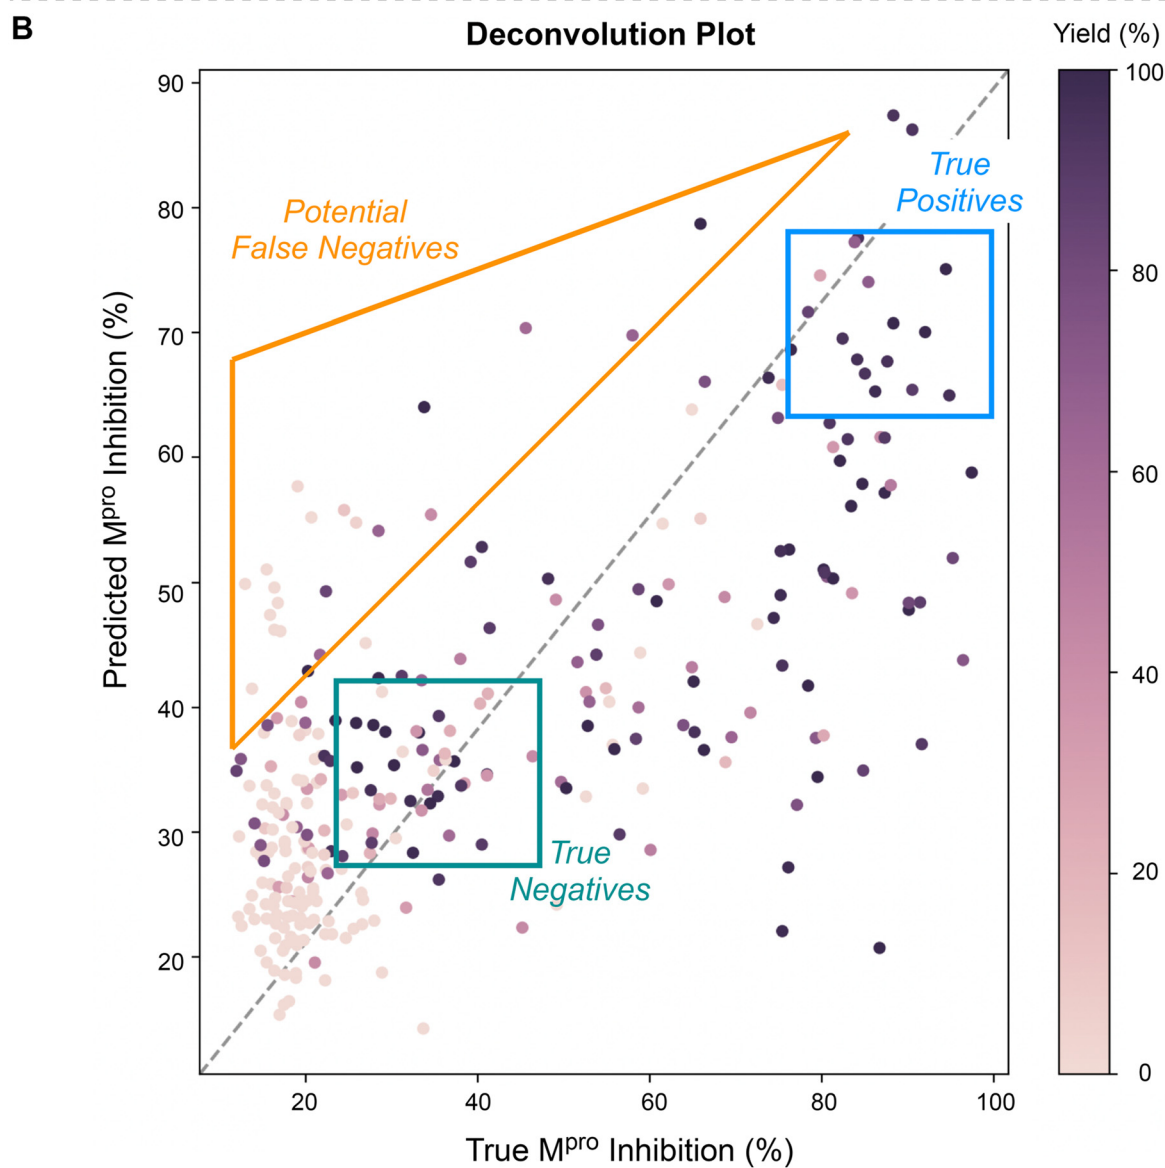 B
Deconvolution Plot
Yield (%)
100
80
60
40
20
0
90
80
70
60
50
40
30
20
Predicted Mpro Inhibition (%)
Potential
False Negatives
True
Positives
True
Negatives
20
40
60
80
100
True Mpro Inhibition (%)